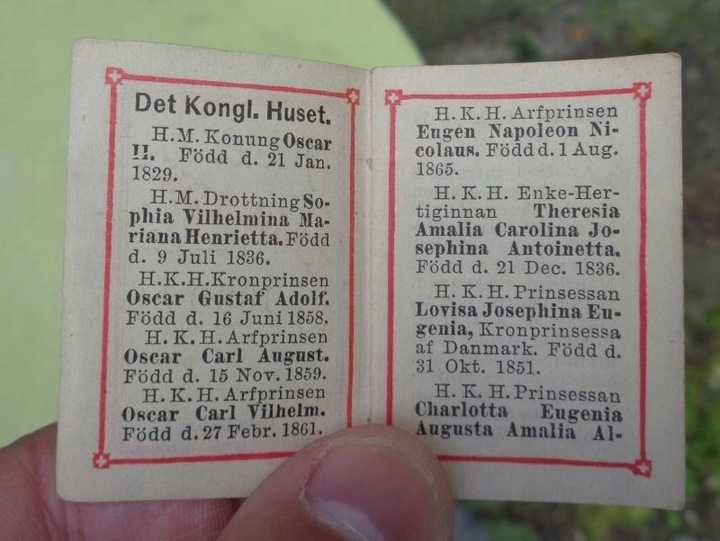 Det Kongl. Huset.
H.M. Konung Oscar
II. Född d. 21 Jan.
1829.
H.M. Drottning So-
phia Vilhelmina Ma-
riana Henrietta. Född
d. 9 Juli 1836.
H.K.H. Kronprinsen
Oscar Gustaf Adolf.
Född d. 16 Juni 1858.
H. K. H. Arfprinsen
Oscar Carl August.
Född d. 15 Nov. 1859.
H. K. H. Arfprinsen
Oscar Carl Vilhelm.
Född d. 27 Febr. 1861.
H. K. H. Arfprinsen
Eugen Napoleon Ni-
colaus. Född d. 1 Aug.
1865.
H. K. H. Enke-Her-
tiginnan Theresia
Amalia Carolina Jo-
sephina Antoinetta.
Född d. 21 Dec. 1836.
H. K. H. Prinsessan
Lovisa Josephina Eu-
genia, Kronprinsessa
af Danmark. Född d.
31 Okt. 1851.
H. K. H. Prinsessan
Charlotta Eugenia
Augusta Amalia Al-